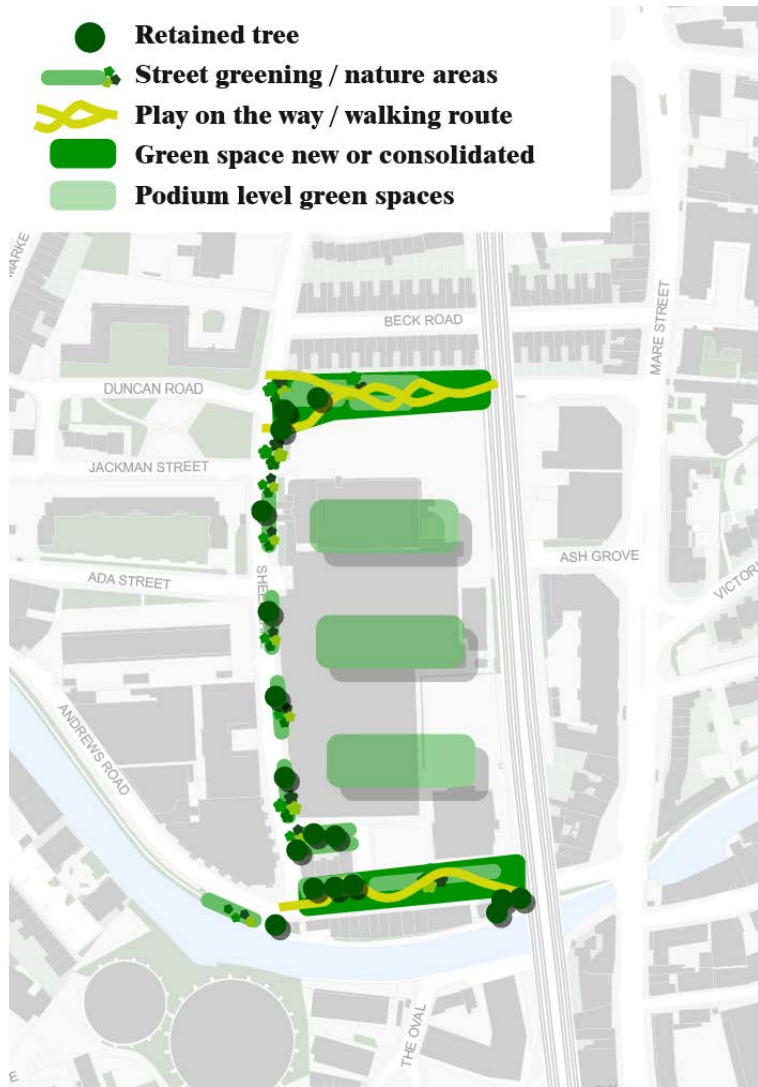 Retained tree
Street greening / nature areas
Play on the way / walking route
Green space new or consolidated
Podium level green spaces
MARE STREET
BECK ROAD
DUNCAN ROAD
JACKMAN STREET
ASH GROVE
ADA STREET
ANDREWS ROAD
THE OVAL